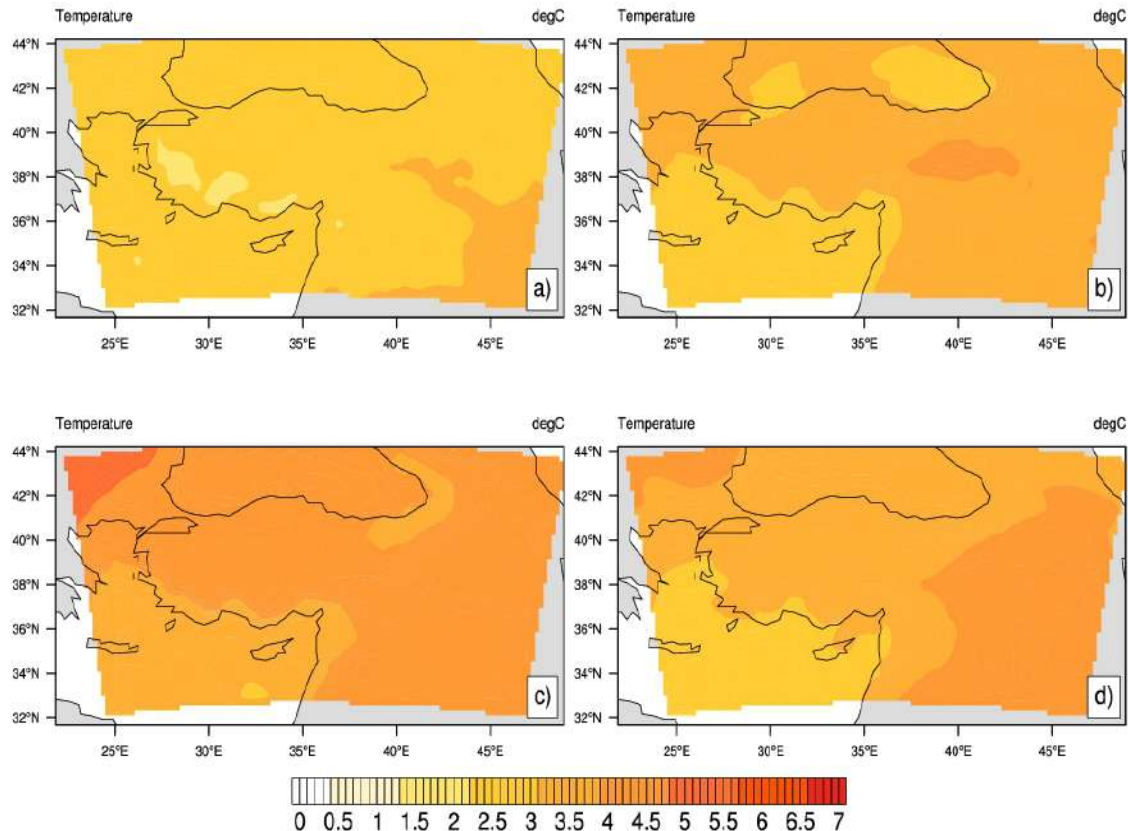 Temperature degC Temperature degC
44°N 44°N
42°N 42°N
40°N 40°N
38°N 38°N
36°N 36°N
34°N 34°N
32°N 32°N
a) b)
25°E 30°E 35°E 40°E 45°E 25°E 30°E 35°E 40°E 45°E
Temperature degC Temperature degC
44°N 44°N
42°N 42°N
40°N 40°N
38°N 38°N
36°N 36°N
34°N 34°N
32°N 32°N
c) d)
25°E 30°E 35°E 40°E 45°E 25°E 30°E 35°E 40°E 45°E
0 0.5 1 1.5 2 2.5 3 3.5 4 4.5 5 5.5 6 6.5 7